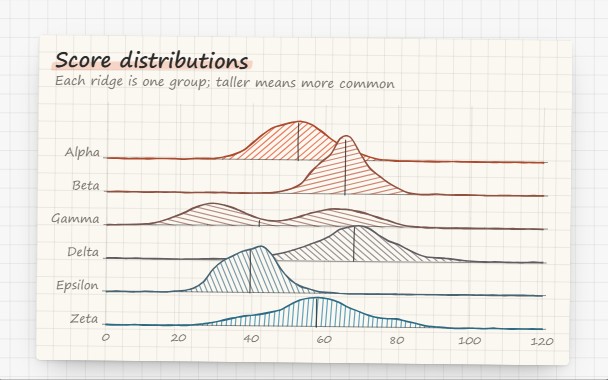 Score distributions
Each ridge is one group; taller means more common
Alpha
Beta
Gamma
Delta
Epsilon
Zeta
0 20 40 60 80 100 120